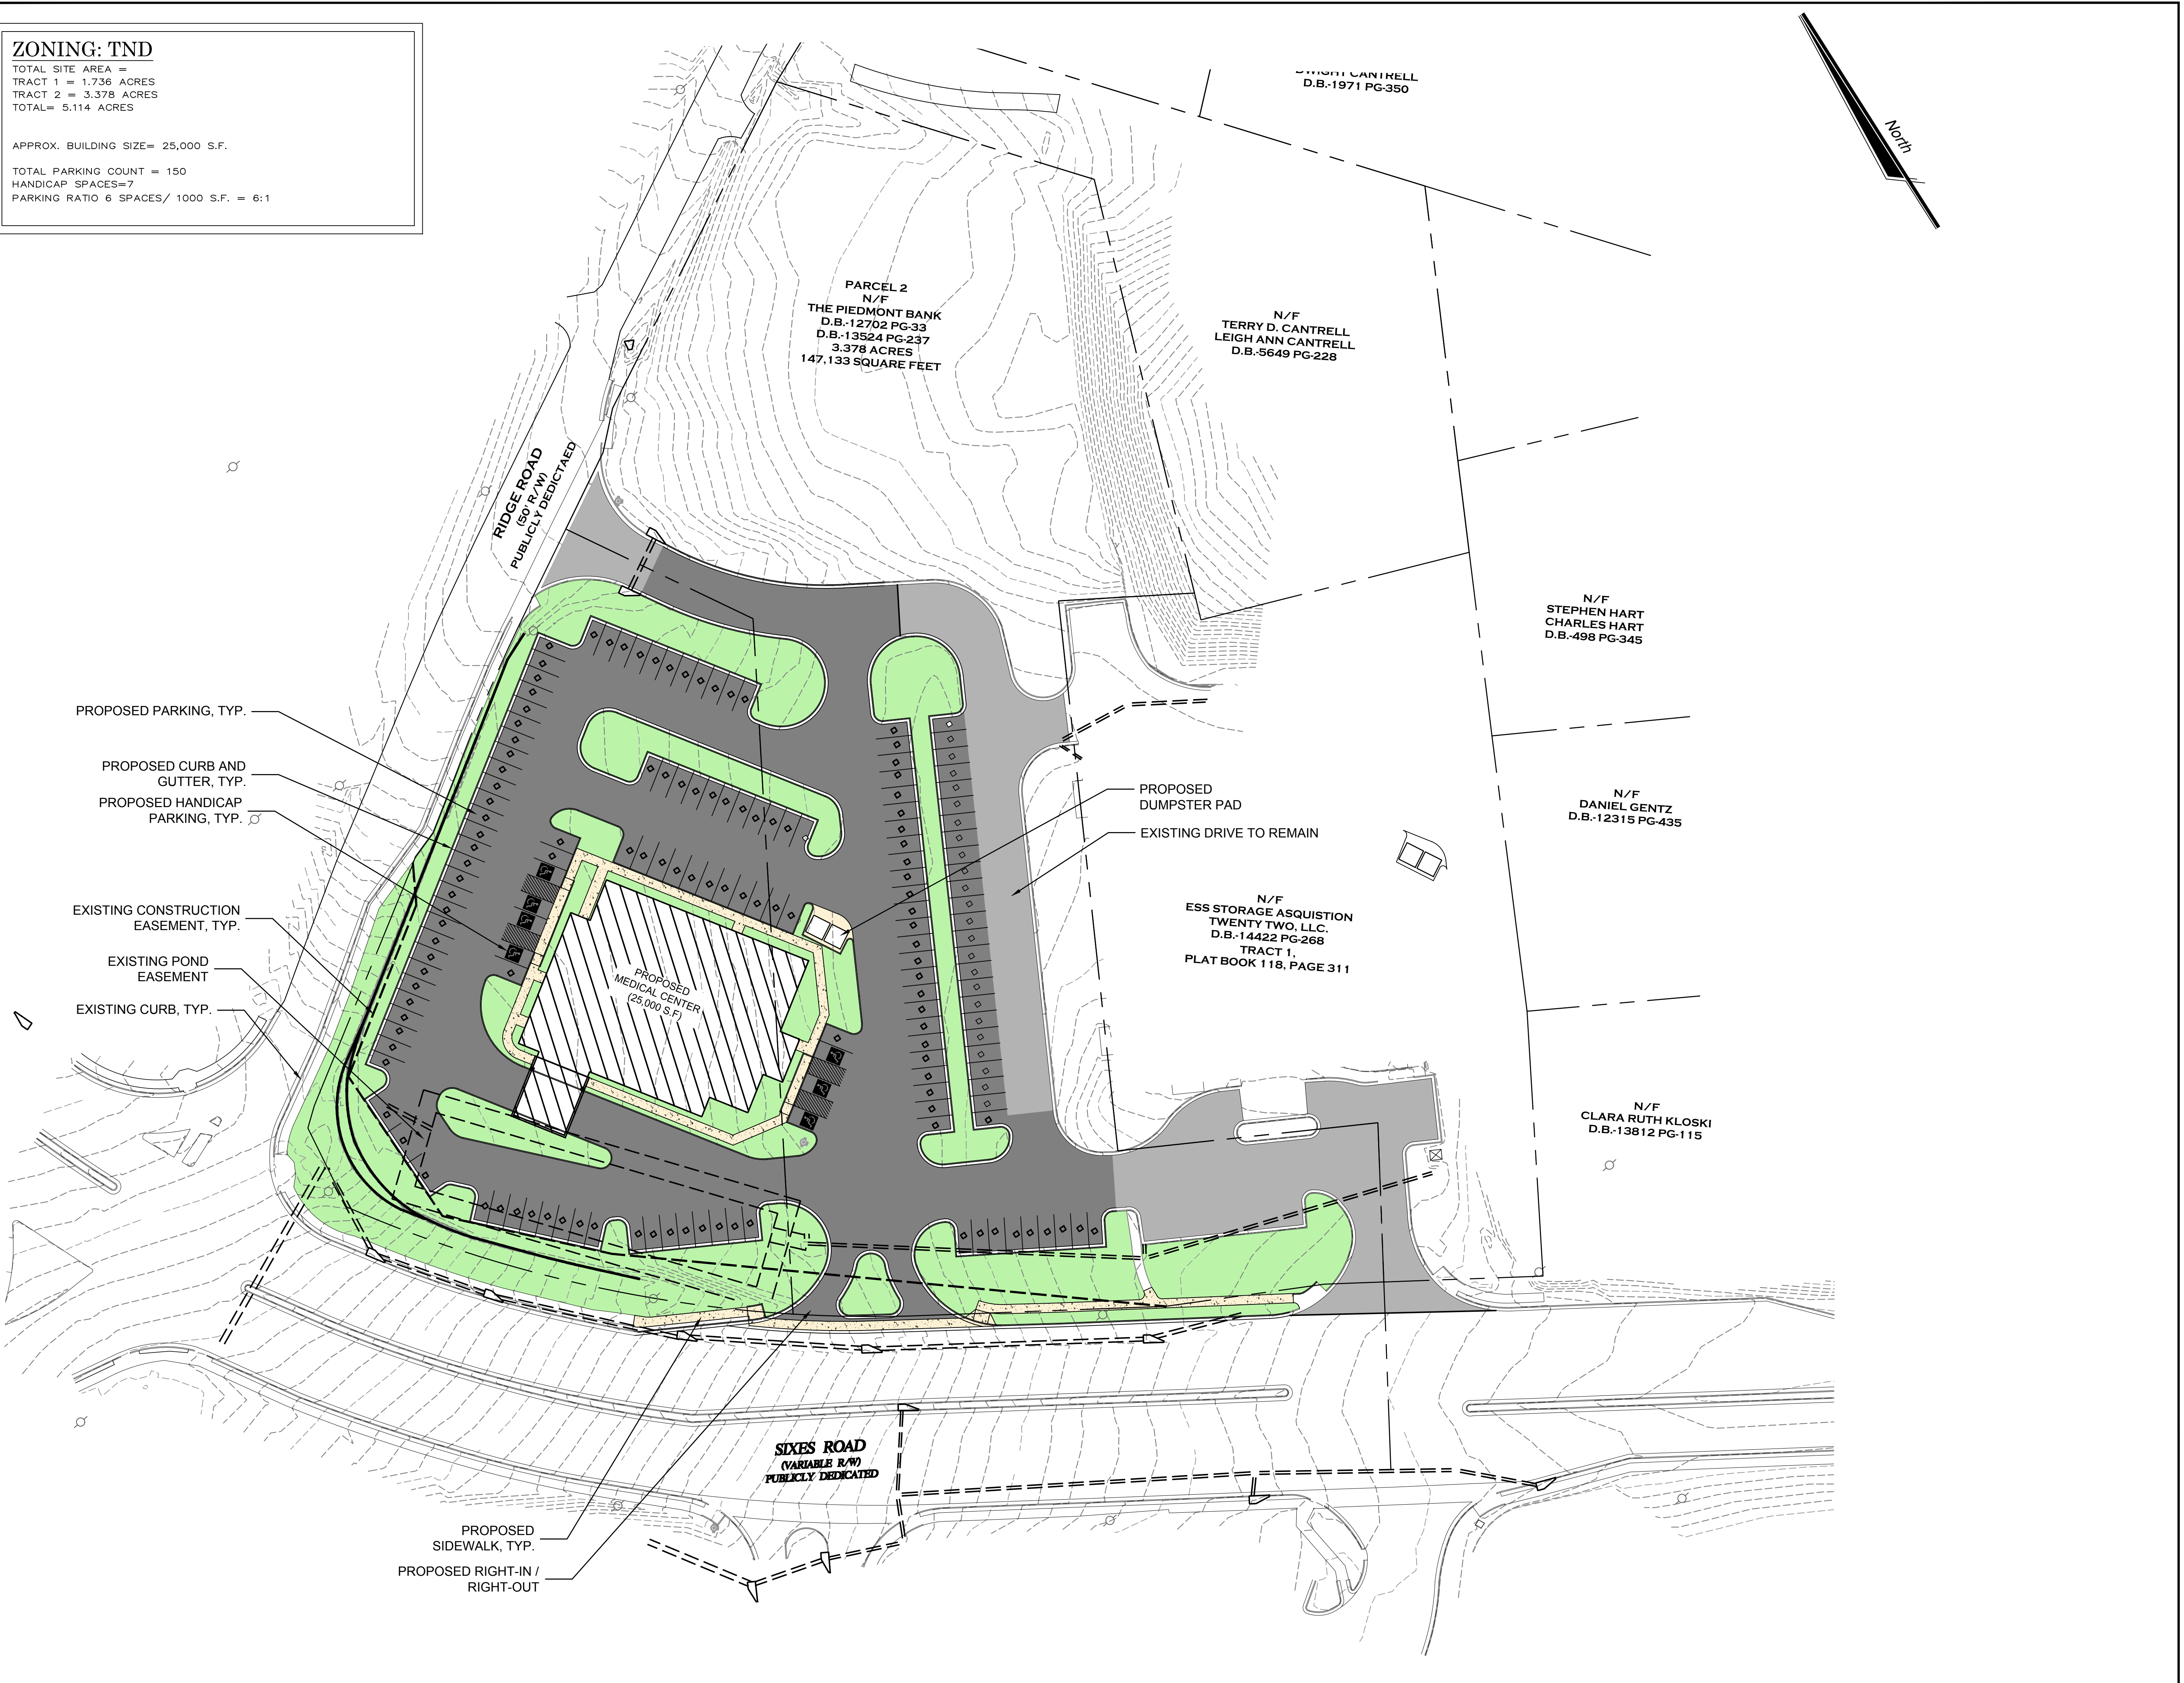 ZONING: TND
TOTAL SITE AREA =
TRACT 1 = 1.736 ACRES
TRACT 2 = 3.378 ACRES
TOTAL= 5.114 ACRES
APPROX. BUILDING SIZE= 25,000 S.F.
TOTAL PARKING COUNT = 150
HANDICAP SPACES=7
PARKING RATIO 6 SPACES/ 1000 S.F. = 6:1
DWIGHT CANTRELL
D.B.-1971 PG-350
North
PARCEL 2
N/F
THE PIEDMONT BANK
D.B.-12702 PG-33
D.B.-13524 PG-237
3.378 ACRES
147,133 SQUARE FEET
N/F
TERRY D. CANTRELL
LEIGH ANN CANTRELL
D.B.-5649 PG-228
RIDGE ROAD
(50' R/W)
PUBLICLY DEDICTAED
N/F
STEPHEN HART
CHARLES HART
D.B.-498 PG-345
PROPOSED PARKING, TYP.
PROPOSED CURB AND
GUTTER, TYP.
PROPOSED HANDICAP
PARKING, TYP.
PROPOSED
DUMPSTER PAD
EXISTING DRIVE TO REMAIN
N/F
DANIEL GENTZ
D.B.-12315 PG-435
EXISTING CONSTRUCTION
EASEMENT, TYP.
EXISTING POND
EASEMENT
EXISTING CURB, TYP.
PROPOSED
MEDICAL CENTER
(25,000 S.F)
N/F
ESS STORAGE ASQUISTION
TWENTY TWO, LLC.
D.B.-14422 PG-268
TRACT 1,
PLAT BOOK 118, PAGE 311
N/F
CLARA RUTH KLOSKI
D.B.-13812 PG-115
SIXES ROAD
(VARIABLE R/W)
PUBLICLY DEDICATED
PROPOSED
SIDEWALK, TYP.
PROPOSED RIGHT-IN /
RIGHT-OUT